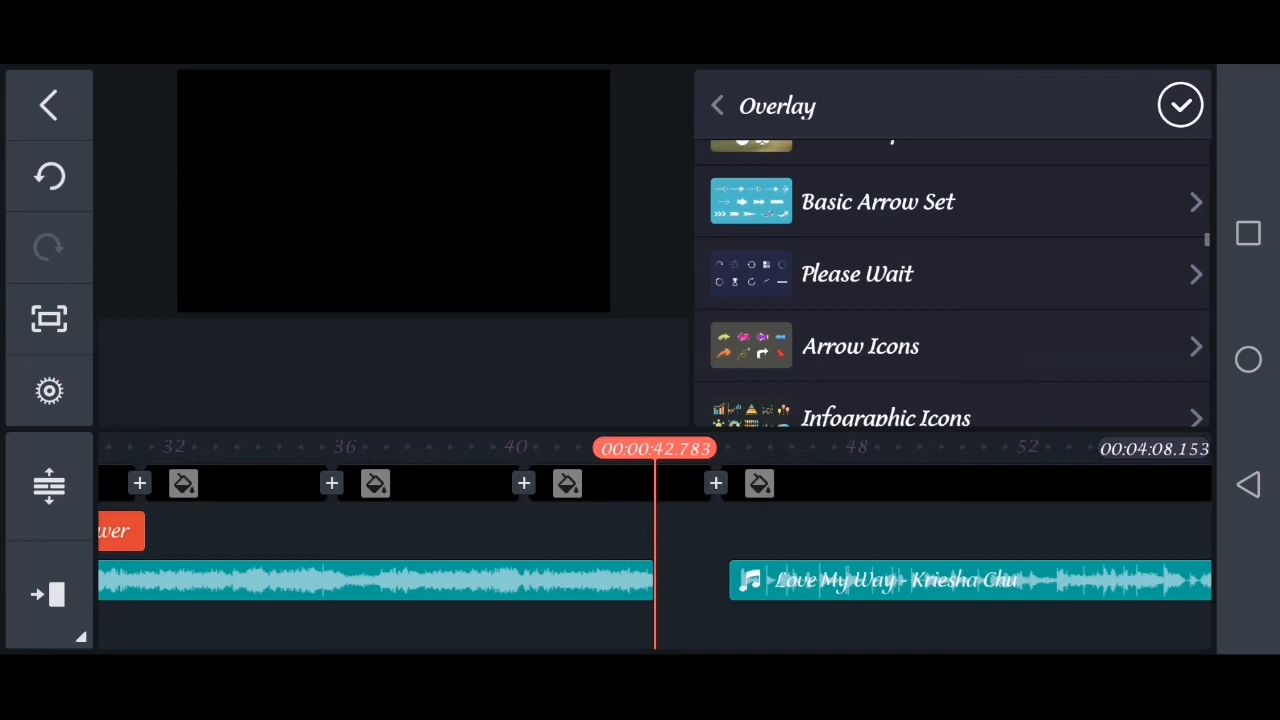 Overlay
Basic Arrow Set
Please Wait
Arrow Icons
Infographic Icons
32 36 40 00:00:42.783 48 52 00:04:08.153
wer
Love My Way - Kriesha Chu